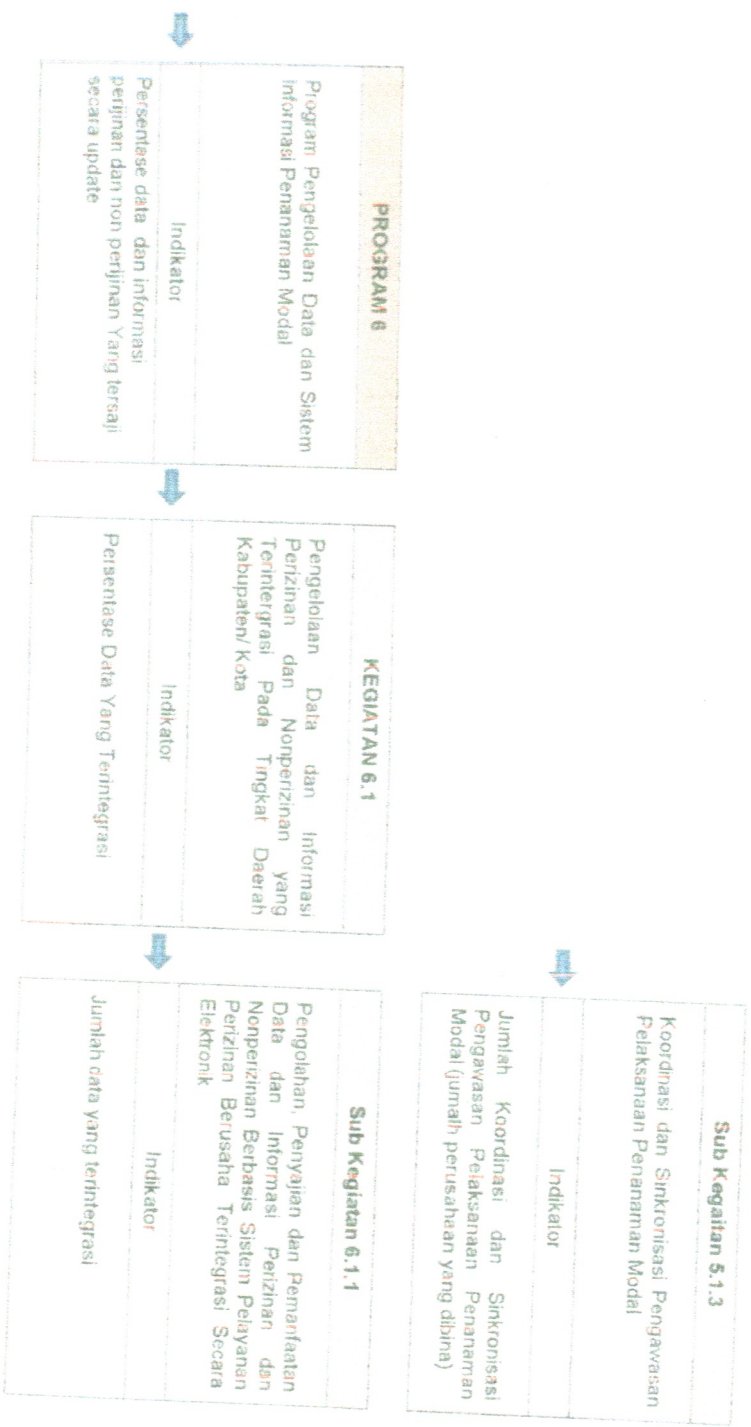 Sub Kegaitan 5.1.3
Koordinasi dan Sinkronisasi Pengawasan
Pelaksanaan Penanaman Modal
Indikator
Jumlah Koordinasi dan Sinkronisasi
Pengawasan Pelaksanaan Penanaman
Modal (jumalh perusahaan yang dibina)
PROGRAM 6
Program Pengelolaan Data dan Sistem
Informasi Penanaman Modal
Indikator
Persentase data dan informasi
perijinan dan non perijinan Yang tersaji
secara update
KEGIATAN 6.1
Pengelolaan Data dan Informasi
Perizinan dan Nonperizinan yang
Terintergrasi Pada Tingkat Daerah
Kabupaten/ Kota
Indikator
Persentase Data Yang Terintegrasi
Sub Kegiatan 6.1.1
Pengolahan, Penyajian dan Pemanfaatan
Data dan Informasi Perizinan dan
Nonperizinan Berbasis Sistem Pelayanan
Perizinan Berusaha Terintegrasi Secara
Elektronik
Indikator
Jumlah data yang terintegrasi